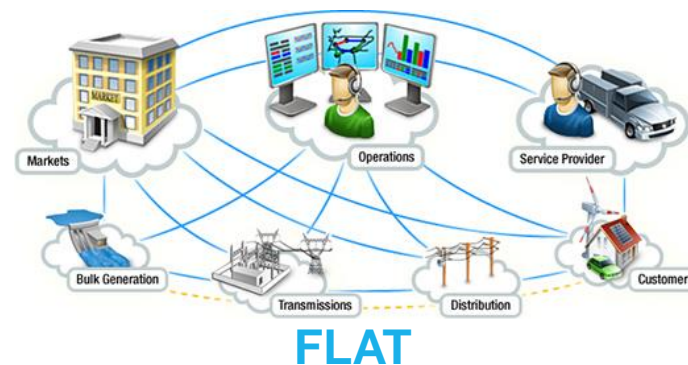 MARKET
Markets
Operations
Service Provider
Bulk Generation
Transmissions
Distribution
Customer
FLAT